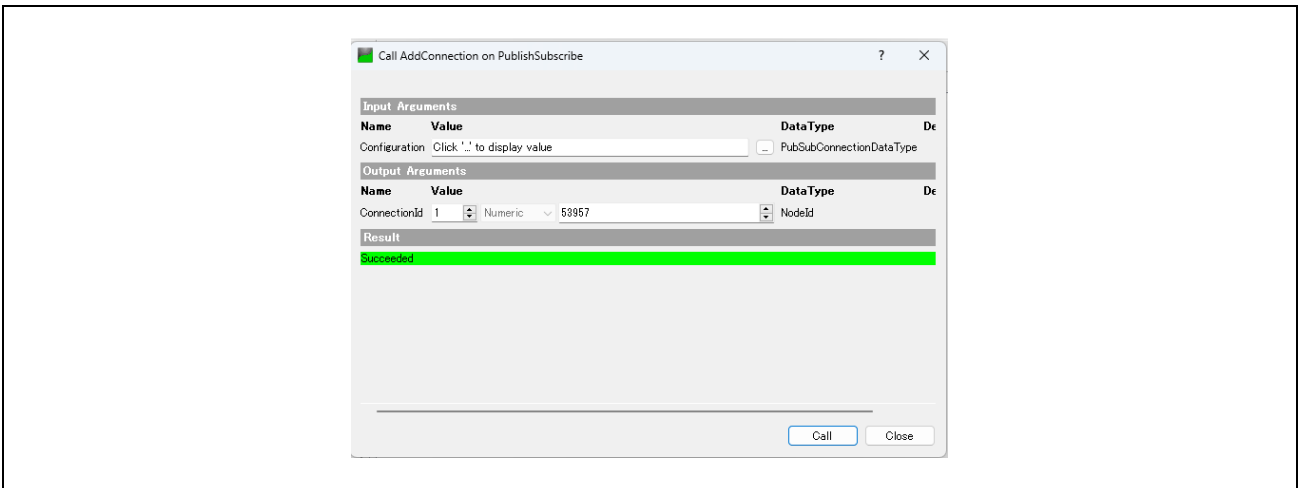 Call AddConnection on PublishSubscribe ?
Input Arguments
Name Value DataType De
Configuration Click '...' to display value ... PubSubConnectionDataType
Output Arguments
Name Value DataType De
ConnectionId 1 Numeric 53957 NodeId
Result
Succeeded
Call Close